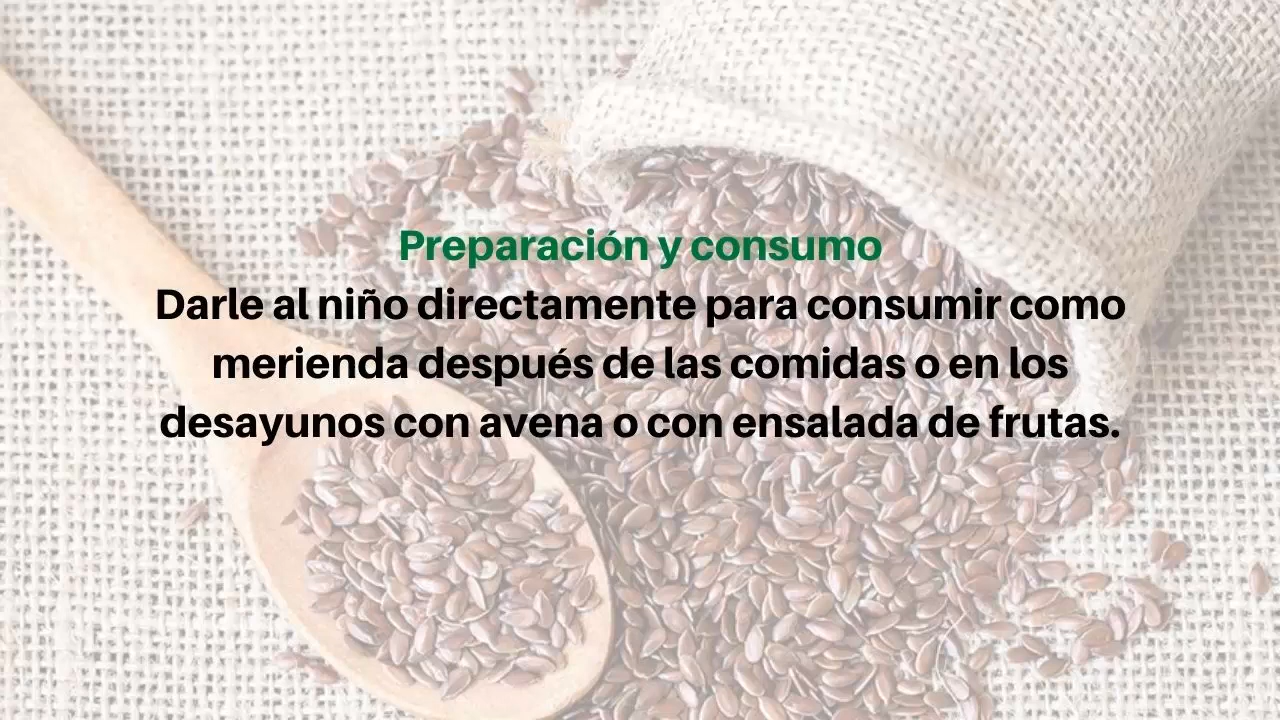 Preparación y consumo
Darle al niño directamente para consumir como
merienda después de las comidas o en los
desayunos con avena o con ensalada de frutas.